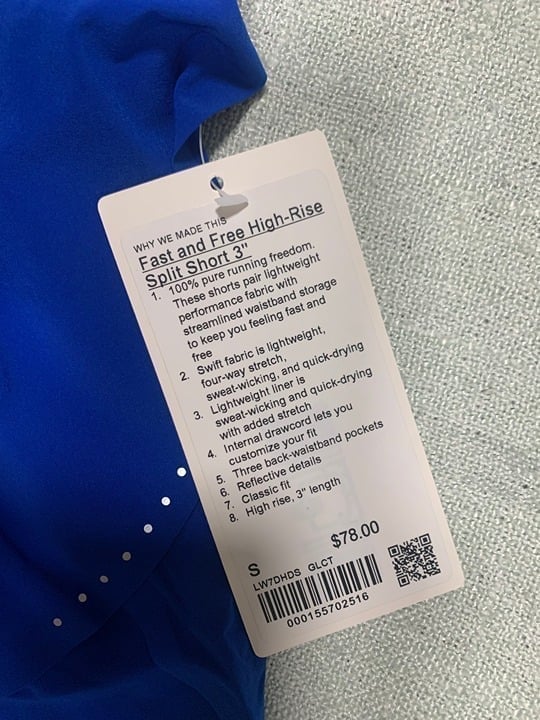 WHY WE MADE THIS
Fast and Free High-Rise
Split Short 3"
1. 100% pure running freedom.
These shorts pair lightweight
performance fabric with
streamlined waistband storage
to keep you feeling fast and
free
2. Swift fabric is lightweight,
four-way stretch,
sweat-wicking, and quick-drying
3. Lightweight liner is
sweat-wicking and quick-drying
with added stretch
4. Internal drawcord lets you
customize your fit
5. Three back-waistband pockets
6. Reflective details
7. Classic fit
8. High rise, 3" length
$78.00
S
LW7DHDS GLCT
000155702516